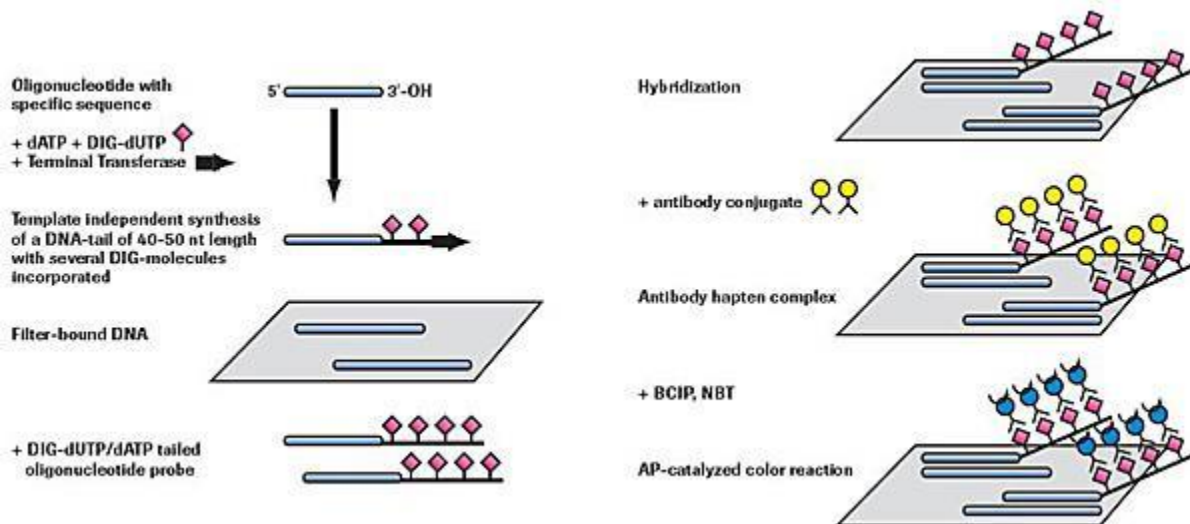 Oligonucleotide with
specific sequence
5' 3'-OH
+ dATP + DIG-dUTP
+ Terminal Transferase
Template independent synthesis
of a DNA-tail of 40-50 nt length
with several DIG-molecules
incorporated
Filter-bound DNA
+ DIG-dUTP/dATP tailed
oligonucleotide probe
Hybridization
+ antibody conjugate
Antibody hapten complex
+ BCIP, NBT
AP-catalyzed color reaction